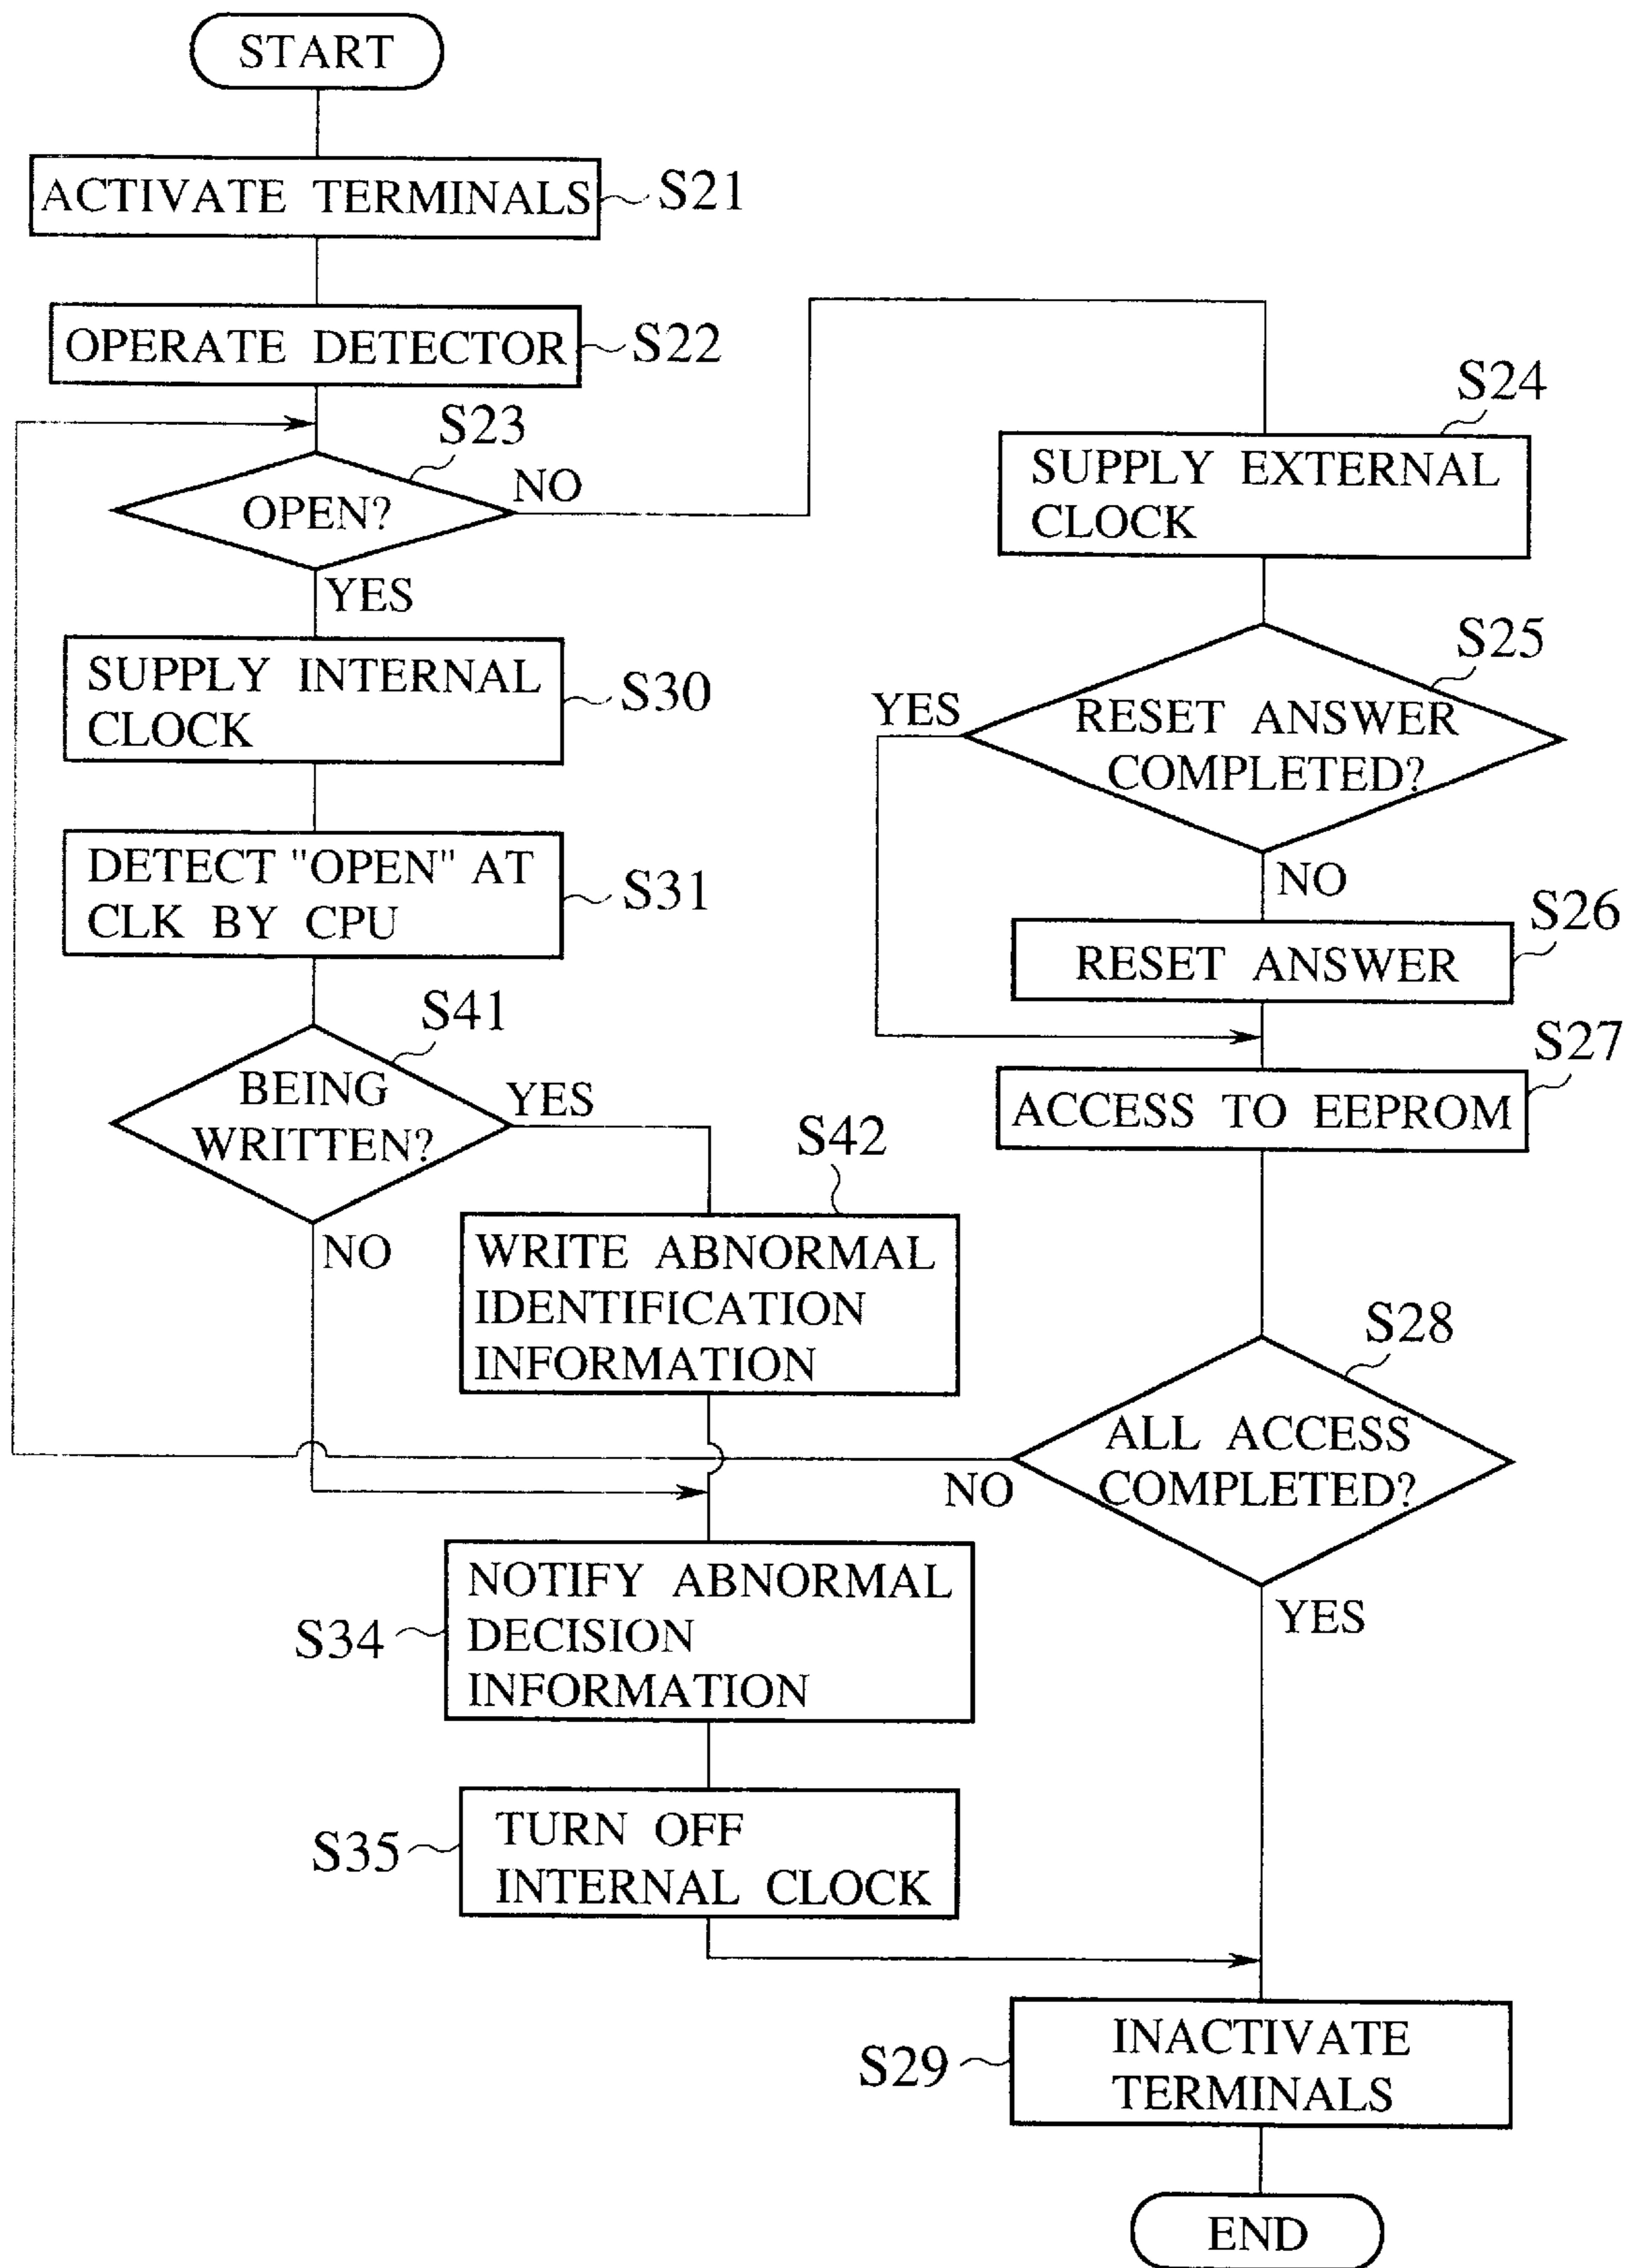 START
ACTIVATE TERMINALS
S21
OPERATE DETECTOR
S22
S23
OPEN?
NO
YES
SUPPLY INTERNAL
CLOCK
S30
DETECT "OPEN" AT
CLK BY CPU
S31
S41
BEING
WRITTEN?
YES
NO
S42
WRITE ABNORMAL
IDENTIFICATION
INFORMATION
S34
NOTIFY ABNORMAL
DECISION
INFORMATION
S35
TURN OFF
INTERNAL CLOCK
S24
SUPPLY EXTERNAL
CLOCK
S25
RESET ANSWER
COMPLETED?
YES
NO
S26
RESET ANSWER
S27
ACCESS TO EEPROM
S28
ALL ACCESS
COMPLETED?
NO
YES
S29
INACTIVATE
TERMINALS
END